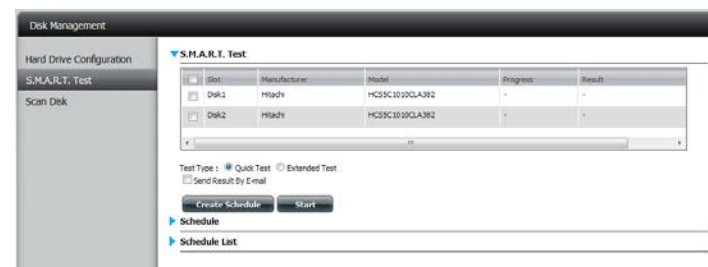 Disk Management
Hard Drive Configuration
S.M.A.R.T. Test
Scan Disk
S.M.A.R.T. Test
Slot Manufacturer Model Progress Result
Disk1 Hitachi HCS5C1010CLA382 - -
Disk2 Hitachi HCS5C1010CLA382 - -
Test Type : Quick Test Extended Test
Send Result By E-mail
Create Schedule Start
Schedule
Schedule List